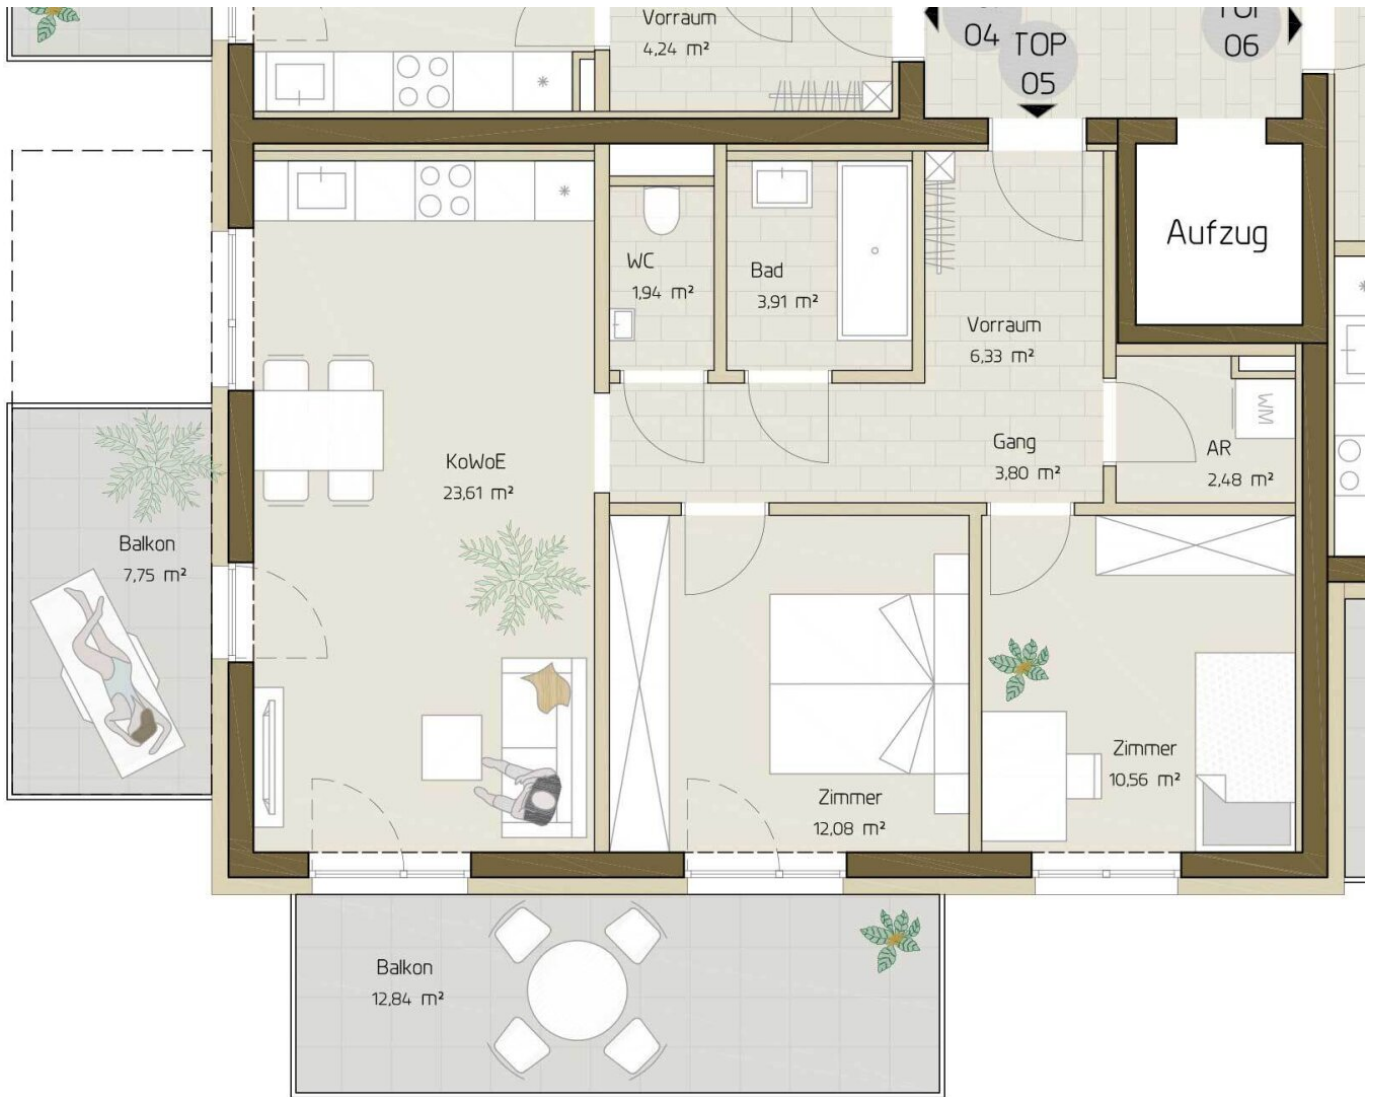 Vorraum
4,24 m²
04
TOP
05
06
Aufzug
WC
1,94 m²
Bad
3,91 m²
Vorraum
6,33 m²
WM
Gang
3,80 m²
AR
2,48 m²
KoWoE
23,61 m²
Balkon
7,75 m²
Zimmer
10,56 m²
Zimmer
12,08 m²
Balkon
12,84 m²